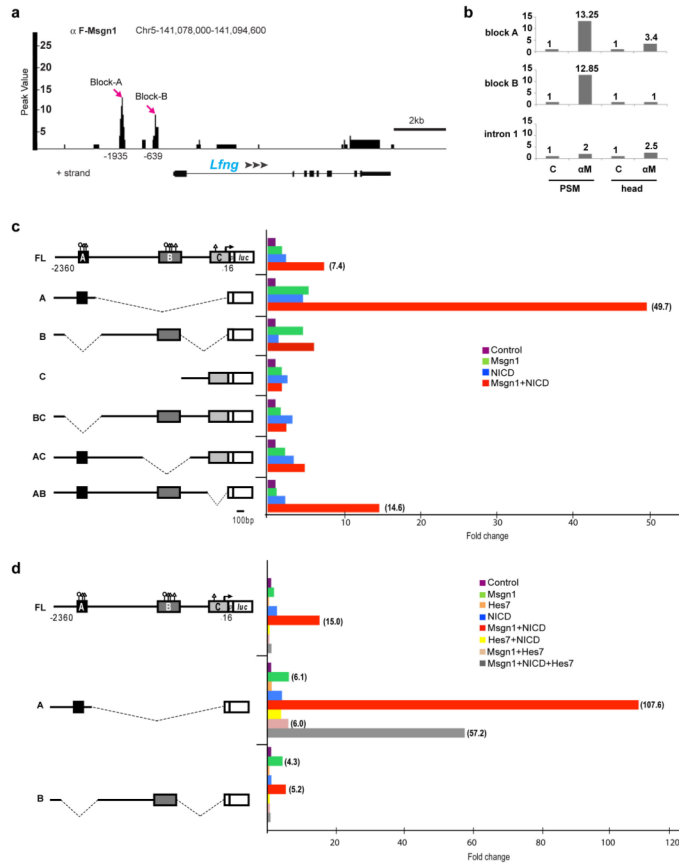 a
α F-Msgn1 Chr5-141,078,000-141,094,600
Peak Value
25
20
15
10
5
Block-A
Block-B
2kb
-1935
-639
Lfng
+ strand
b
block A
15
10
5
0
1
13.25
1
3.4
block B
15
10
5
0
1
12.85
1
1
intron 1
15
10
5
0
1
2
1
2.5
C αM C αM
PSM head
c
FL
A
B
C
luc
-2360
-16
(7.4)
A
(49.7)
B
C
BC
AC
AB
(14.6)
100bp
Control
Msgn1
NICD
Msgn1+NICD
10 20 30 40 50
Fold change
d
FL
A
B
C
luc
-2360
-16
(15.0)
A
(6.1)
(107.6)
(6.0)
(57.2)
B
(4.3)
(5.2)
Control
Msgn1
Hes7
NICD
Msgn1+NICD
Hes7+NICD
Msgn1+Hes7
Msgn1+NICD+Hes7
20 40 60 80 100 120
Fold change